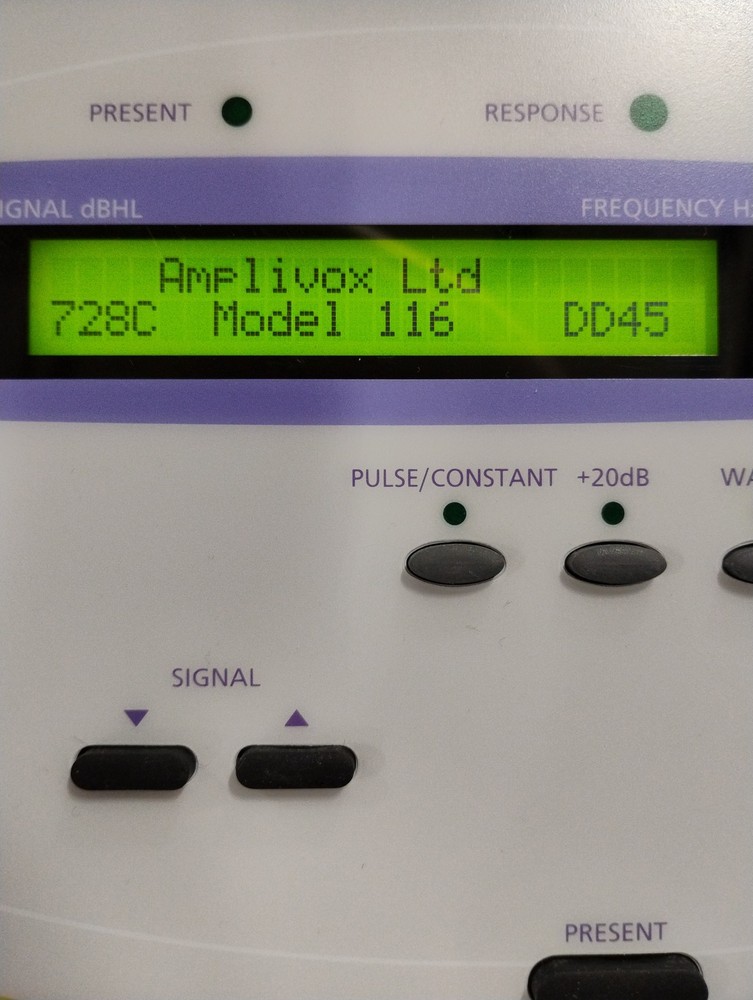 PRESENT RESPONSE
IGNAL dBHL FREQUENCY H
Amplivox Ltd
728C Model 116 DD45
PULSE/CONSTANT +20dB WA
SIGNAL
PRESENT